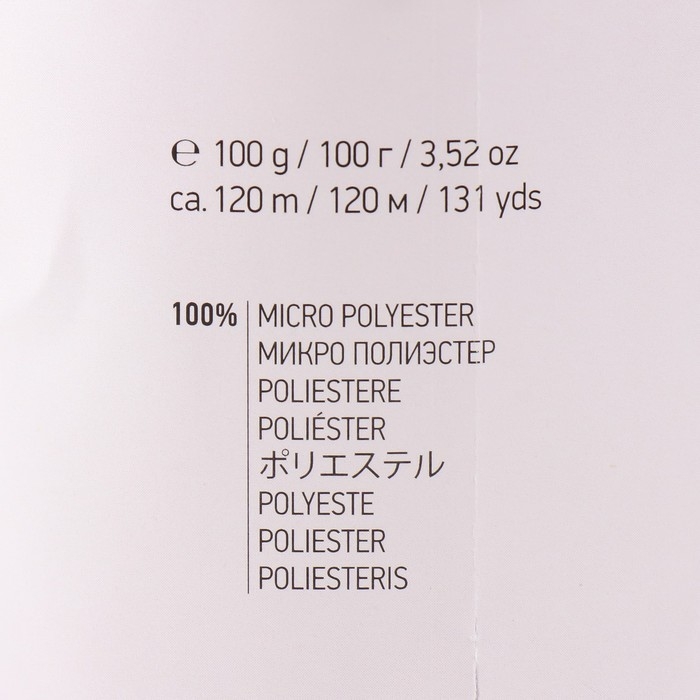 ℮ 100 g / 100 г / 3,52 oz
ca. 120 m / 120 м / 131 yds
100% MICRO POLYESTER
МИКРО ПОЛИЭСТЕР
POLIESTERE
POLIÉSTER
ポリエステル
POLYESTE
POLIESTER
POLIESTERIS